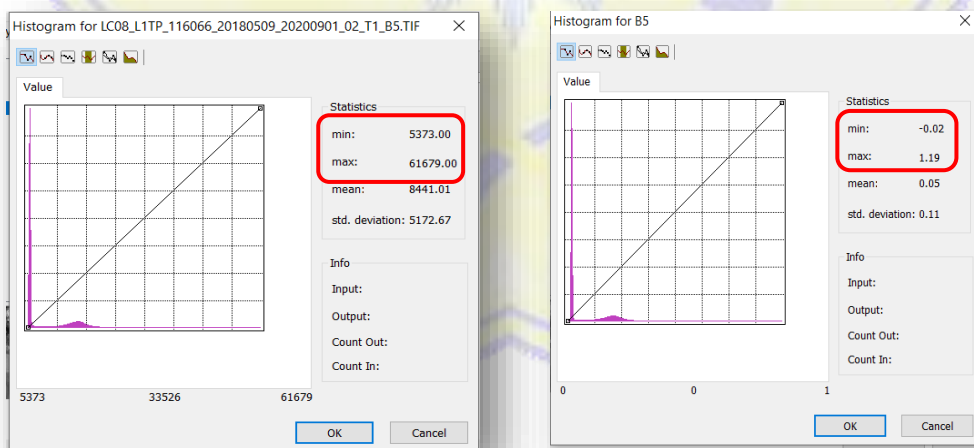 Histogram for LC08_L1TP_116066_20180509_20200901_02_T1_B5.TIF
Value
Statistics
min: 5373.00
max: 61679.00
mean: 8441.01
std. deviation: 5172.67
Info
Input:
Output:
Count Out:
Count In:
5373 33526 61679
OK Cancel
Histogram for B5
Value
Statistics
min: -0.02
max: 1.19
mean: 0.05
std. deviation: 0.11
Info
Input:
Output:
Count Out:
Count In:
0 0 1
OK Cancel